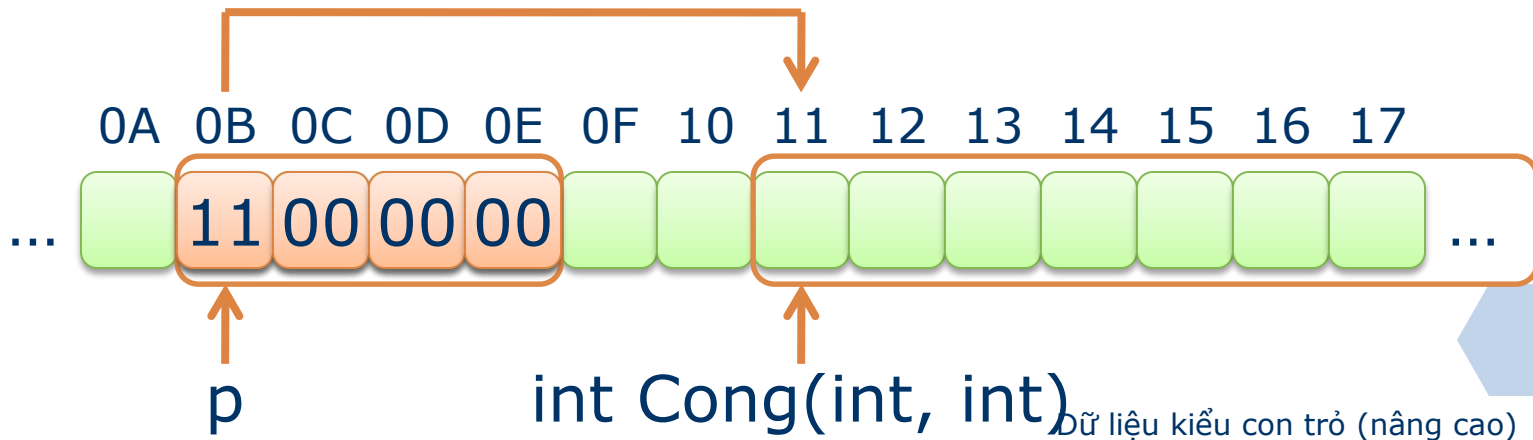 0A 0B 0C 0D 0E 0F 10 11 12 13 14 15 16 17
... 11 00 00 00 ...
p int Cong(int, int)
Dữ liệu kiểu con trỏ (nâng cao)